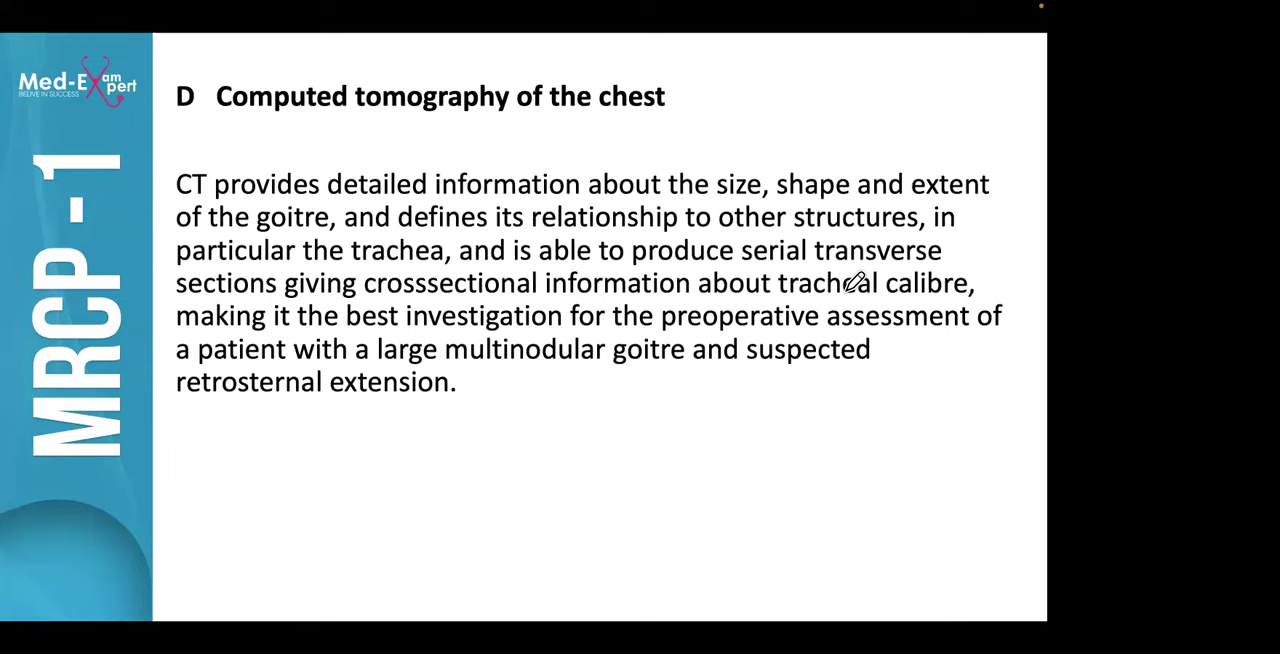 Med-Exam
pert
BELIVE IN SUCCESS
MRCP - 1
D Computed tomography of the chest
CT provides detailed information about the size, shape and extent
of the goitre, and defines its relationship to other structures, in
particular the trachea, and is able to produce serial transverse
sections giving crosssectional information about tracheal calibre,
making it the best investigation for the preoperative assessment of
a patient with a large multinodular goitre and suspected
retrosternal extension.